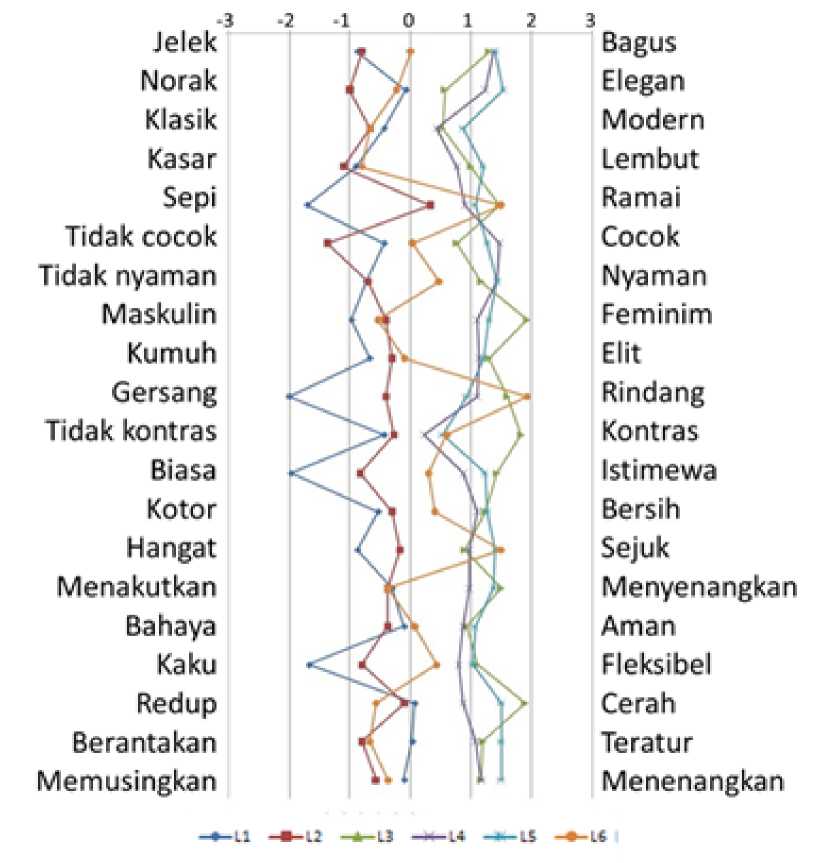 -3 -2 -1 0 1 2 3
Jelek Bagus
Norak Elegan
Klasik Modern
Kasar Lembut
Sepi Ramai
Tidak cocok Cocok
Tidak nyaman Nyaman
Maskulin Feminim
Kumuh Elit
Gersang Rindang
Tidak kontras Kontras
Biasa Istimewa
Kotor Bersih
Hangat Sejuk
Menakutkan Menyenangkan
Bahaya Aman
Kaku Fleksibel
Redup Cerah
Berantakan Teratur
Memusingkan Menenangkan
L1 L2 L3 L4 L5 L6